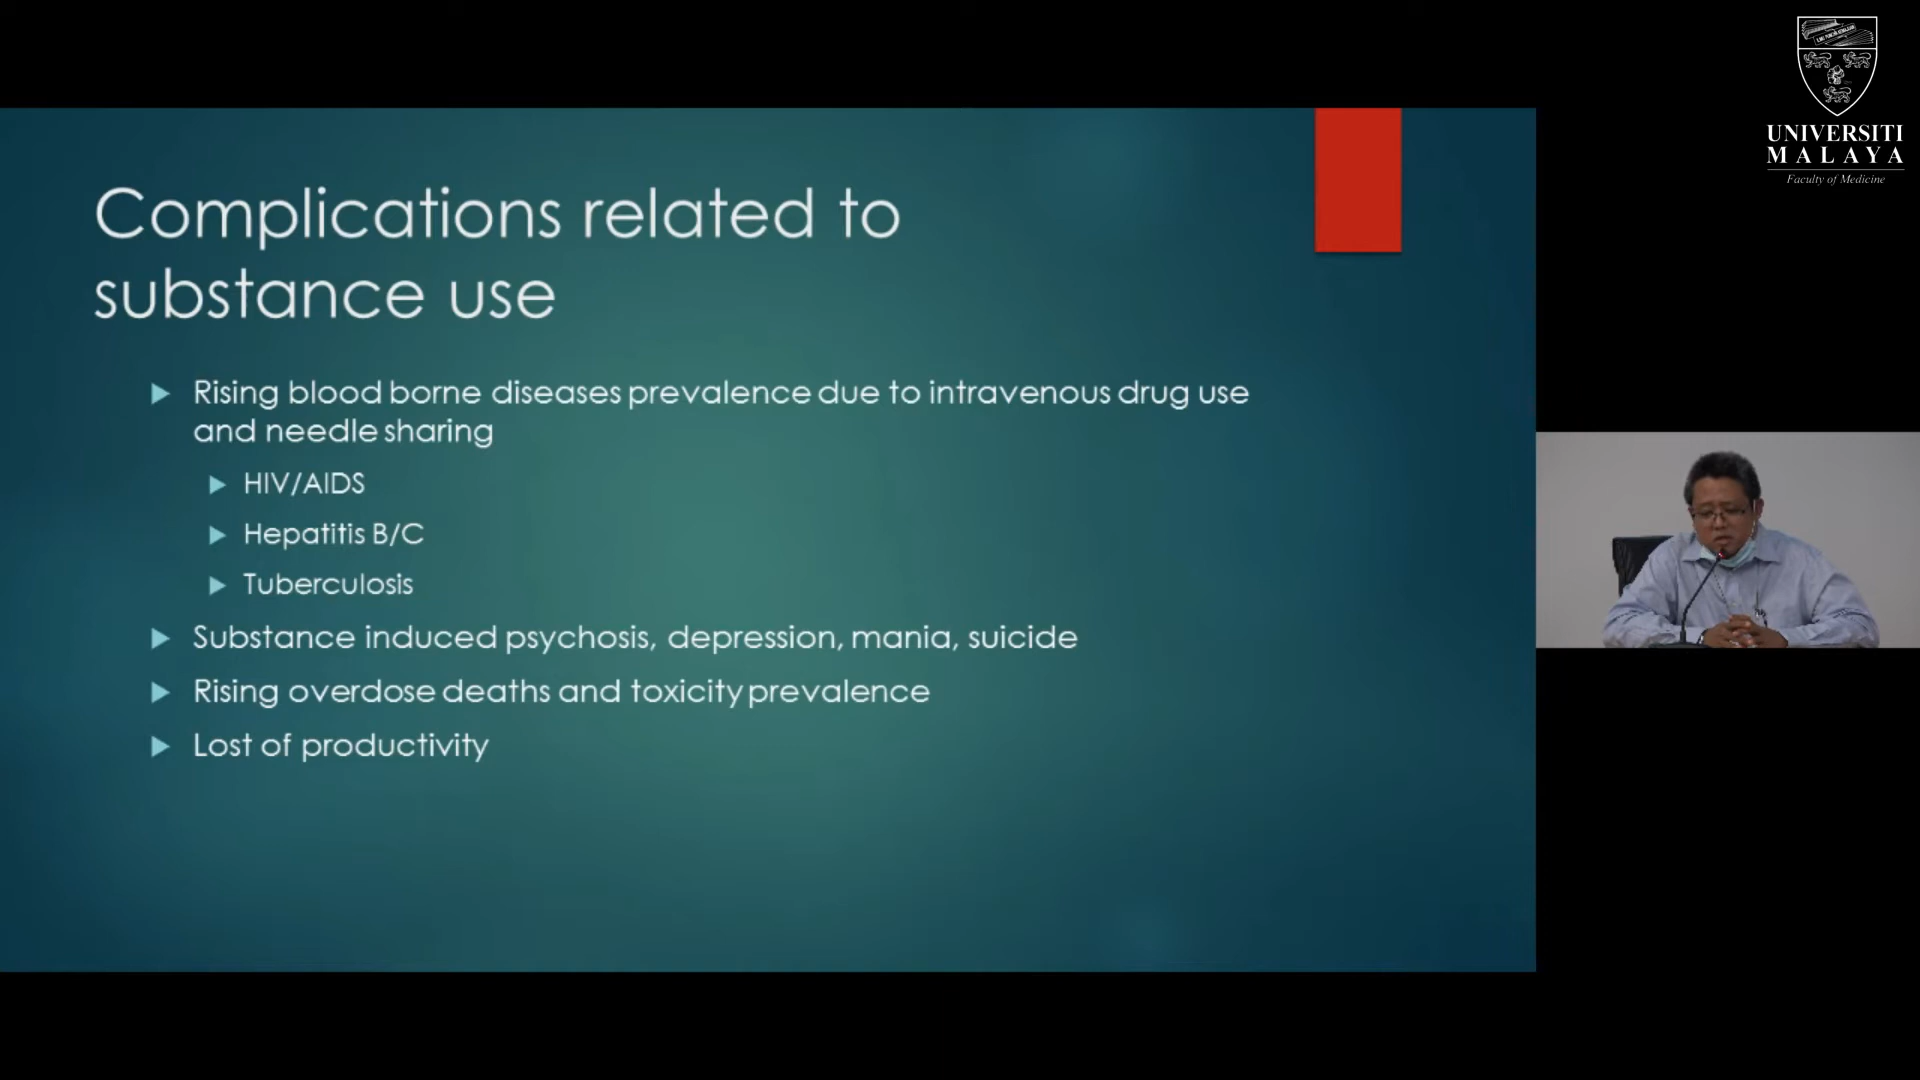 Complications related to
substance use
Rising blood borne diseases prevalence due to intravenous drug use
and needle sharing
HIV/AIDS
Hepatitis B/C
Tuberculosis
Substance induced psychosis, depression, mania, suicide
Rising overdose deaths and toxicity prevalence
Lost of productivity
UNIVERSITI
MALAYA
Faculty of Medicine